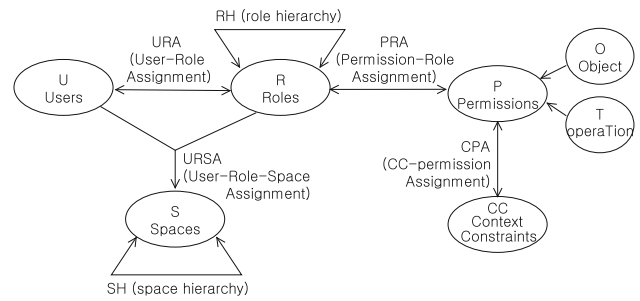 RH (role hierarchy)
URA
(User-Role
Assignment)
PRA
(Permission-Role
Assignment)
O
Object
U
Users
R
Roles
P
Permissions
T
operaTion
CPA
(CC-permission
Assignment)
URSA
(User-Role-Space
Assignment)
S
Spaces
CC
Context
Constraints
SH (space hierarchy)